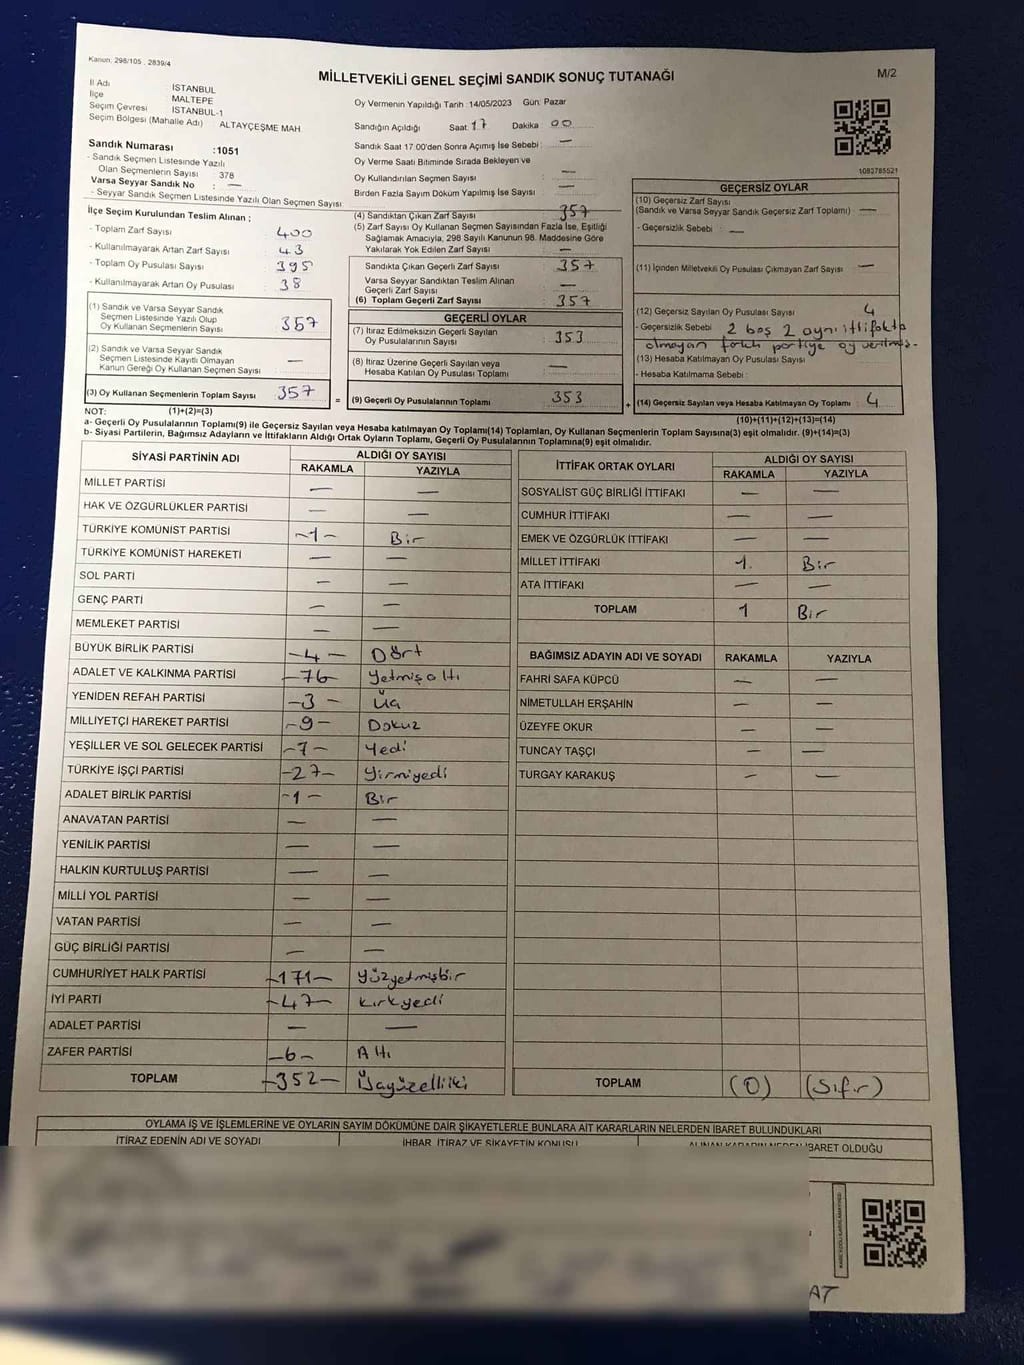 Kanun: 298/105 , 2839/4
MİLLETVEKİLİ GENEL SEÇİMİ SANDIK SONUÇ TUTANAĞI
M/2
İl Adı İSTANBUL
İlçe MALTEPE
Seçim Çevresi İSTANBUL-1
Seçim Bölgesi (Mahalle Adı) ALTAYÇEŞME MAH.
Sandık Numarası :1051
- Sandık Seçmen Listesinde Yazılı
Olan Seçmenlerin Sayısı 378
Varsa Seyyar Sandık No : —
- Seyyar Sandık Seçmen Listesinde Yazılı Olan Seçmen Sayısı:
Oy Vermenin Yapıldığı Tarih :14/05/2023 Gün: Pazar
Sandığın Açıldığı Saat 17 Dakika 00
Sandık Saat 17:00'den Sonra Açımış İse Sebebi : —
Oy Verme Saati Bitiminde Sırada Bekleyen ve
Oy Kullandırılan Seçmen Sayısı : —
Birden Fazla Sayım Döküm Yapılmış İse Sayısı : —
1082785521
İlçe Seçim Kurulundan Teslim Alınan ;
- Toplam Zarf Sayısı : 400
- Kullanılmayarak Artan Zarf Sayısı : 43
- Toplam Oy Pusulası Sayısı : 395
- Kullanılmayarak Artan Oy Pusulası : 38
(1) Sandık ve Varsa Seyyar Sandık
Seçmen Listesinde Yazılı Olup
Oy Kullanan Seçmenlerin Sayısı : 357
(2) Sandık ve Varsa Seyyar Sandık
Seçmen Listesinde Kayıtlı Olmayan
Kanun Gereği Oy Kullanan Seçmen Sayısı : —
(3) Oy Kullanan Seçmenlerin Toplam Sayısı : 357
(4) Sandıktan Çıkan Zarf Sayısı : 357
(5) Zarf Sayısı Oy Kullanan Seçmen Sayısından Fazla İse, Eşitliği
Sağlamak Amacıyla, 298 Sayılı Kanunun 98. Maddesine Göre
Yakılarak Yok Edilen Zarf Sayısı : —
Sandıkta Çıkan Geçerli Zarf Sayısı : 357
Varsa Seyyar Sandıktan Teslim Alınan
Geçerli Zarf Sayısı : —
(6) Toplam Geçerli Zarf Sayısı : 357
GEÇERLİ OYLAR
(7) İtiraz Edilmeksizin Geçerli Sayılan
Oy Pusulalarının Sayısı : 353
(8) İtiraz Üzerine Geçerli Sayılan veya
Hesaba Katılan Oy Pusulası Toplamı : —
= (9) Geçerli Oy Pusulalarının Toplamı : 353
GEÇERSİZ OYLAR
(10) Geçersiz Zarf Sayısı
(Sandık ve Varsa Seyyar Sandık Geçersiz Zarf Toplamı) : —
- Geçersizlik Sebebi : —
(11) İçinden Milletvekili Oy Pusulası Çıkmayan Zarf Sayısı : —
(12) Geçersiz Sayılan Oy Pusulası Sayısı : 4
- Geçersizlik Sebebi : 2 boş 2 aynı ittifakta
olmayan farklı partiye oy verilmiş.
(13) Hesaba Katılmayan Oy Pusulası Sayısı
- Hesaba Katılmama Sebebi :
+ (14) Geçersiz Sayılan veya Hesaba Katılmayan Oy Toplamı : 4
NOT: (1)+(2)=(3) (10)+(11)+(12)+(13)=(14)
a- Geçerli Oy Pusulalarının Toplamı(9) ile Geçersiz Sayılan veya Hesaba katılmayan Oy Toplamı(14) Toplamları, Oy Kullanan Seçmenlerin Toplam Sayısına(3) eşit olmalıdır. (9)+(14)=(3)
b- Siyasi Partilerin, Bağımsız Adayların ve İttifakların Aldığı Ortak Oyların Toplamı, Geçerli Oy Pusulalarının Toplamına(9) eşit olmalıdır.
SİYASİ PARTİNİN ADI ALDIĞI OY SAYISI
RAKAMLA YAZIYLA
MİLLET PARTİSİ — —
HAK VE ÖZGÜRLÜKLER PARTİSİ — —
TÜRKİYE KOMÜNİST PARTİSİ -1- Bir
TÜRKİYE KOMÜNİST HAREKETİ — —
SOL PARTİ — —
GENÇ PARTİ — —
MEMLEKET PARTİSİ — —
BÜYÜK BİRLİK PARTİSİ -4- Dört
ADALET VE KALKINMA PARTİSİ -76- Yetmişaltı
YENİDEN REFAH PARTİSİ -3- Üç
MİLLİYETÇİ HAREKET PARTİSİ -9- Dokuz
YEŞİLLER VE SOL GELECEK PARTİSİ -7- Yedi
TÜRKİYE İŞÇİ PARTİSİ -27- Yirmiyedi
ADALET BİRLİK PARTİSİ -1- Bir
ANAVATAN PARTİSİ — —
YENİLİK PARTİSİ — —
HALKIN KURTULUŞ PARTİSİ — —
MİLLİ YOL PARTİSİ — —
VATAN PARTİSİ — —
GÜÇ BİRLİĞİ PARTİSİ — —
CUMHURİYET HALK PARTİSİ -171- Yüzyetmişbir
İYİ PARTİ -47- Kırkyedi
ADALET PARTİSİ — —
ZAFER PARTİSİ -6- Altı
TOPLAM -352- Üçyüzelliiki
İTTİFAK ORTAK OYLARI ALDIĞI OY SAYISI
RAKAMLA YAZIYLA
SOSYALİST GÜÇ BİRLİĞİ İTTİFAKI — —
CUMHUR İTTİFAKI — —
EMEK VE ÖZGÜRLÜK İTTİFAKI — —
MİLLET İTTİFAKI 1. Bir
ATA İTTİFAKI — —
TOPLAM 1 Bir
BAĞIMSIZ ADAYIN ADI VE SOYADI RAKAMLA YAZIYLA
FAHRİ SAFA KÜPCÜ — —
NİMETULLAH ERŞAHİN — —
ÜZEYFE OKUR — —
TUNCAY TAŞÇI — —
TURGAY KARAKUŞ — —
TOPLAM (0) (Sıfır)
OYLAMA İŞ VE İŞLEMLERİNE VE OYLARIN SAYIM DÖKÜMÜNE DAİR ŞİKAYETLERLE BUNLARA AİT KARARLARIN NELERDEN İBARET BULUNDUKLARI
İTİRAZ EDENİN ADI VE SOYADI İHBAR, İTİRAZ VE ŞİKAYETİN KONUSU ALINAN KARARIN NEDEN İBARET OLDUĞU